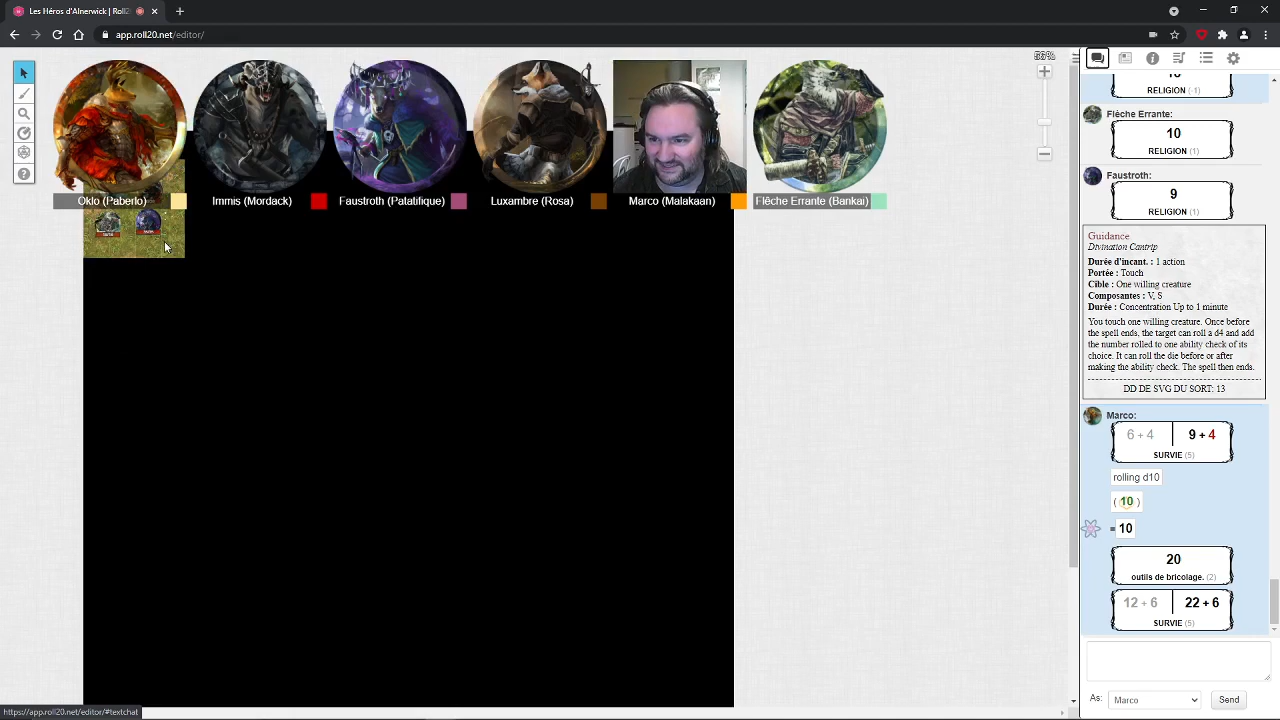 Les Héros d'Alerwick | Roll20
app.roll20.net/editor/
59%
Oklo (Paberlo)
Immis (Mordack)
Faustroth (Patatifique)
Luxambre (Rosa)
Marco (Malakaan)
Flêche Errante (Bankai)
RELIGION (-1)
Flêche Errante:
10
RELIGION (1)
Faustroth:
9
RELIGION (1)
Guidance
Divination Cantrip
Durée d'incant. : 1 action
Portée : Touch
Cible : One willing creature
Composantes : V, S
Durée : Concentration Up to 1 minute
You touch one willing creature. Once before
the spell ends, the target can roll a d4 and add
the number rolled to one ability check of its
choice. It can roll the die before or after
making the ability check. The spell then ends.
DD DE SVG DU SORT: 13
Marco:
6 + 4 9 + 4
SURVIE (5)
rolling d10
( 10 )
= 10
20
outils de bricolage. (2)
12 + 6 22 + 6
SURVIE (5)
As: Marco Send
https://app.roll20.net/editor/#textchat